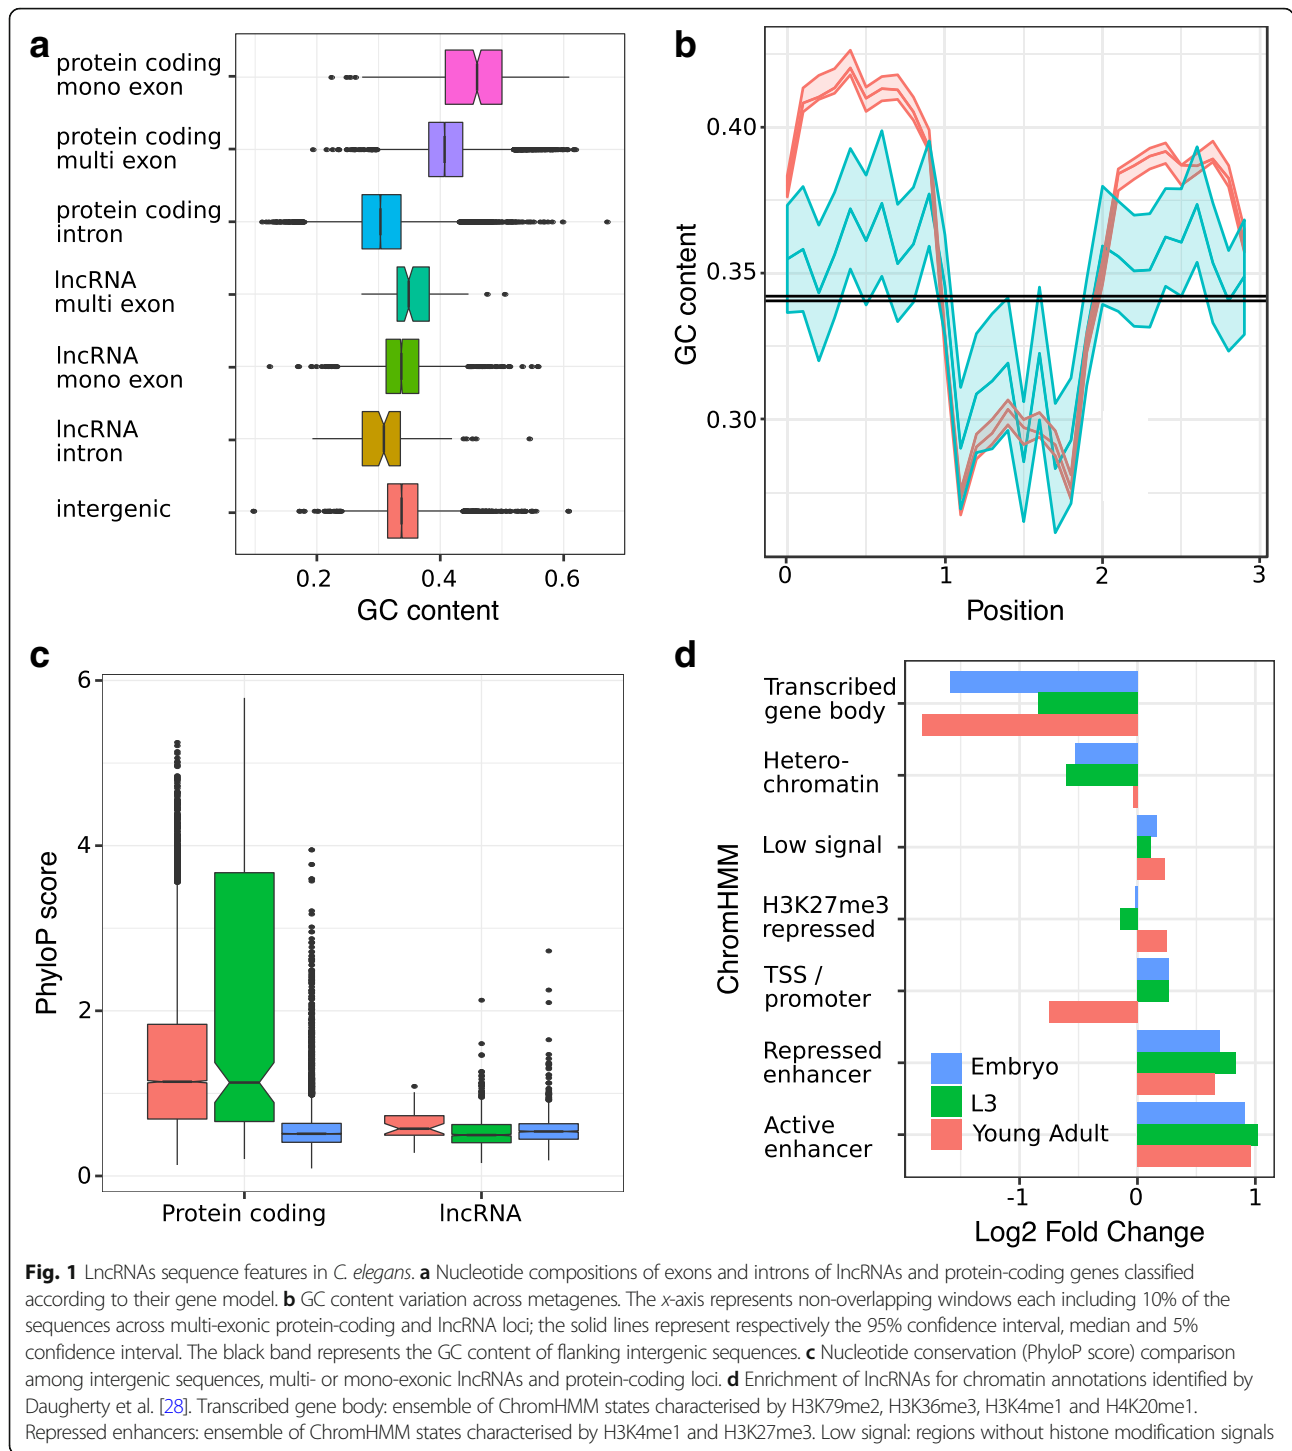 a
protein coding
mono exon
protein coding
multi exon
protein coding
intron
lncRNA
multi exon
lncRNA
mono exon
lncRNA
intron
intergenic
0.2
0.4
0.6
GC content
b
0.40
0.35
0.30
GC content
0
1
2
3
Position
c
6
4
2
0
PhyloP score
Protein coding
lncRNA
d
Transcribed
gene body
Hetero-
chromatin
Low signal
H3K27me3
repressed
TSS /
promoter
Repressed
enhancer
Active
enhancer
ChromHMM
Embryo
L3
Young Adult
-1
0
1
Log2 Fold Change
Fig. 1 LncRNAs sequence features in C. elegans. a Nucleotide compositions of exons and introns of lncRNAs and protein-coding genes classified
according to their gene model. b GC content variation across metagenes. The x-axis represents non-overlapping windows each including 10% of the
sequences across multi-exonic protein-coding and lncRNA loci; the solid lines represent respectively the 95% confidence interval, median and 5%
confidence interval. The black band represents the GC content of flanking intergenic sequences. c Nucleotide conservation (PhyloP score) comparison
among intergenic sequences, multi- or mono-exonic lncRNAs and protein-coding loci. d Enrichment of lncRNAs for chromatin annotations identified by
Daugherty et al. [28]. Transcribed gene body: ensemble of ChromHMM states characterised by H3K79me2, H3K36me3, H3K4me1 and H4K20me1.
Repressed enhancers: ensemble of ChromHMM states characterised by H3K4me1 and H3K27me3. Low signal: regions without histone modification signals